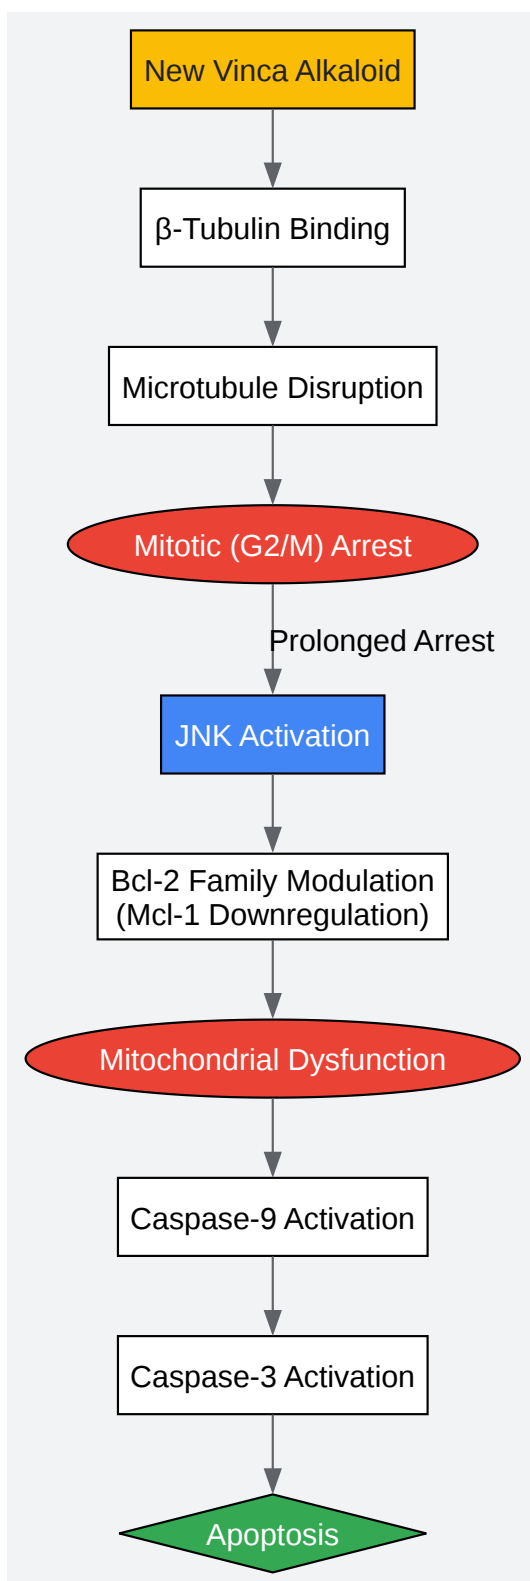 New Vinca Alkaloid
β-Tubulin Binding
Microtubule Disruption
Mitotic (G2/M) Arrest
Prolonged Arrest
JNK Activation
Bcl-2 Family Modulation
(Mcl-1 Downregulation)
Mitochondrial Dysfunction
Caspase-9 Activation
Caspase-3 Activation
Apoptosis